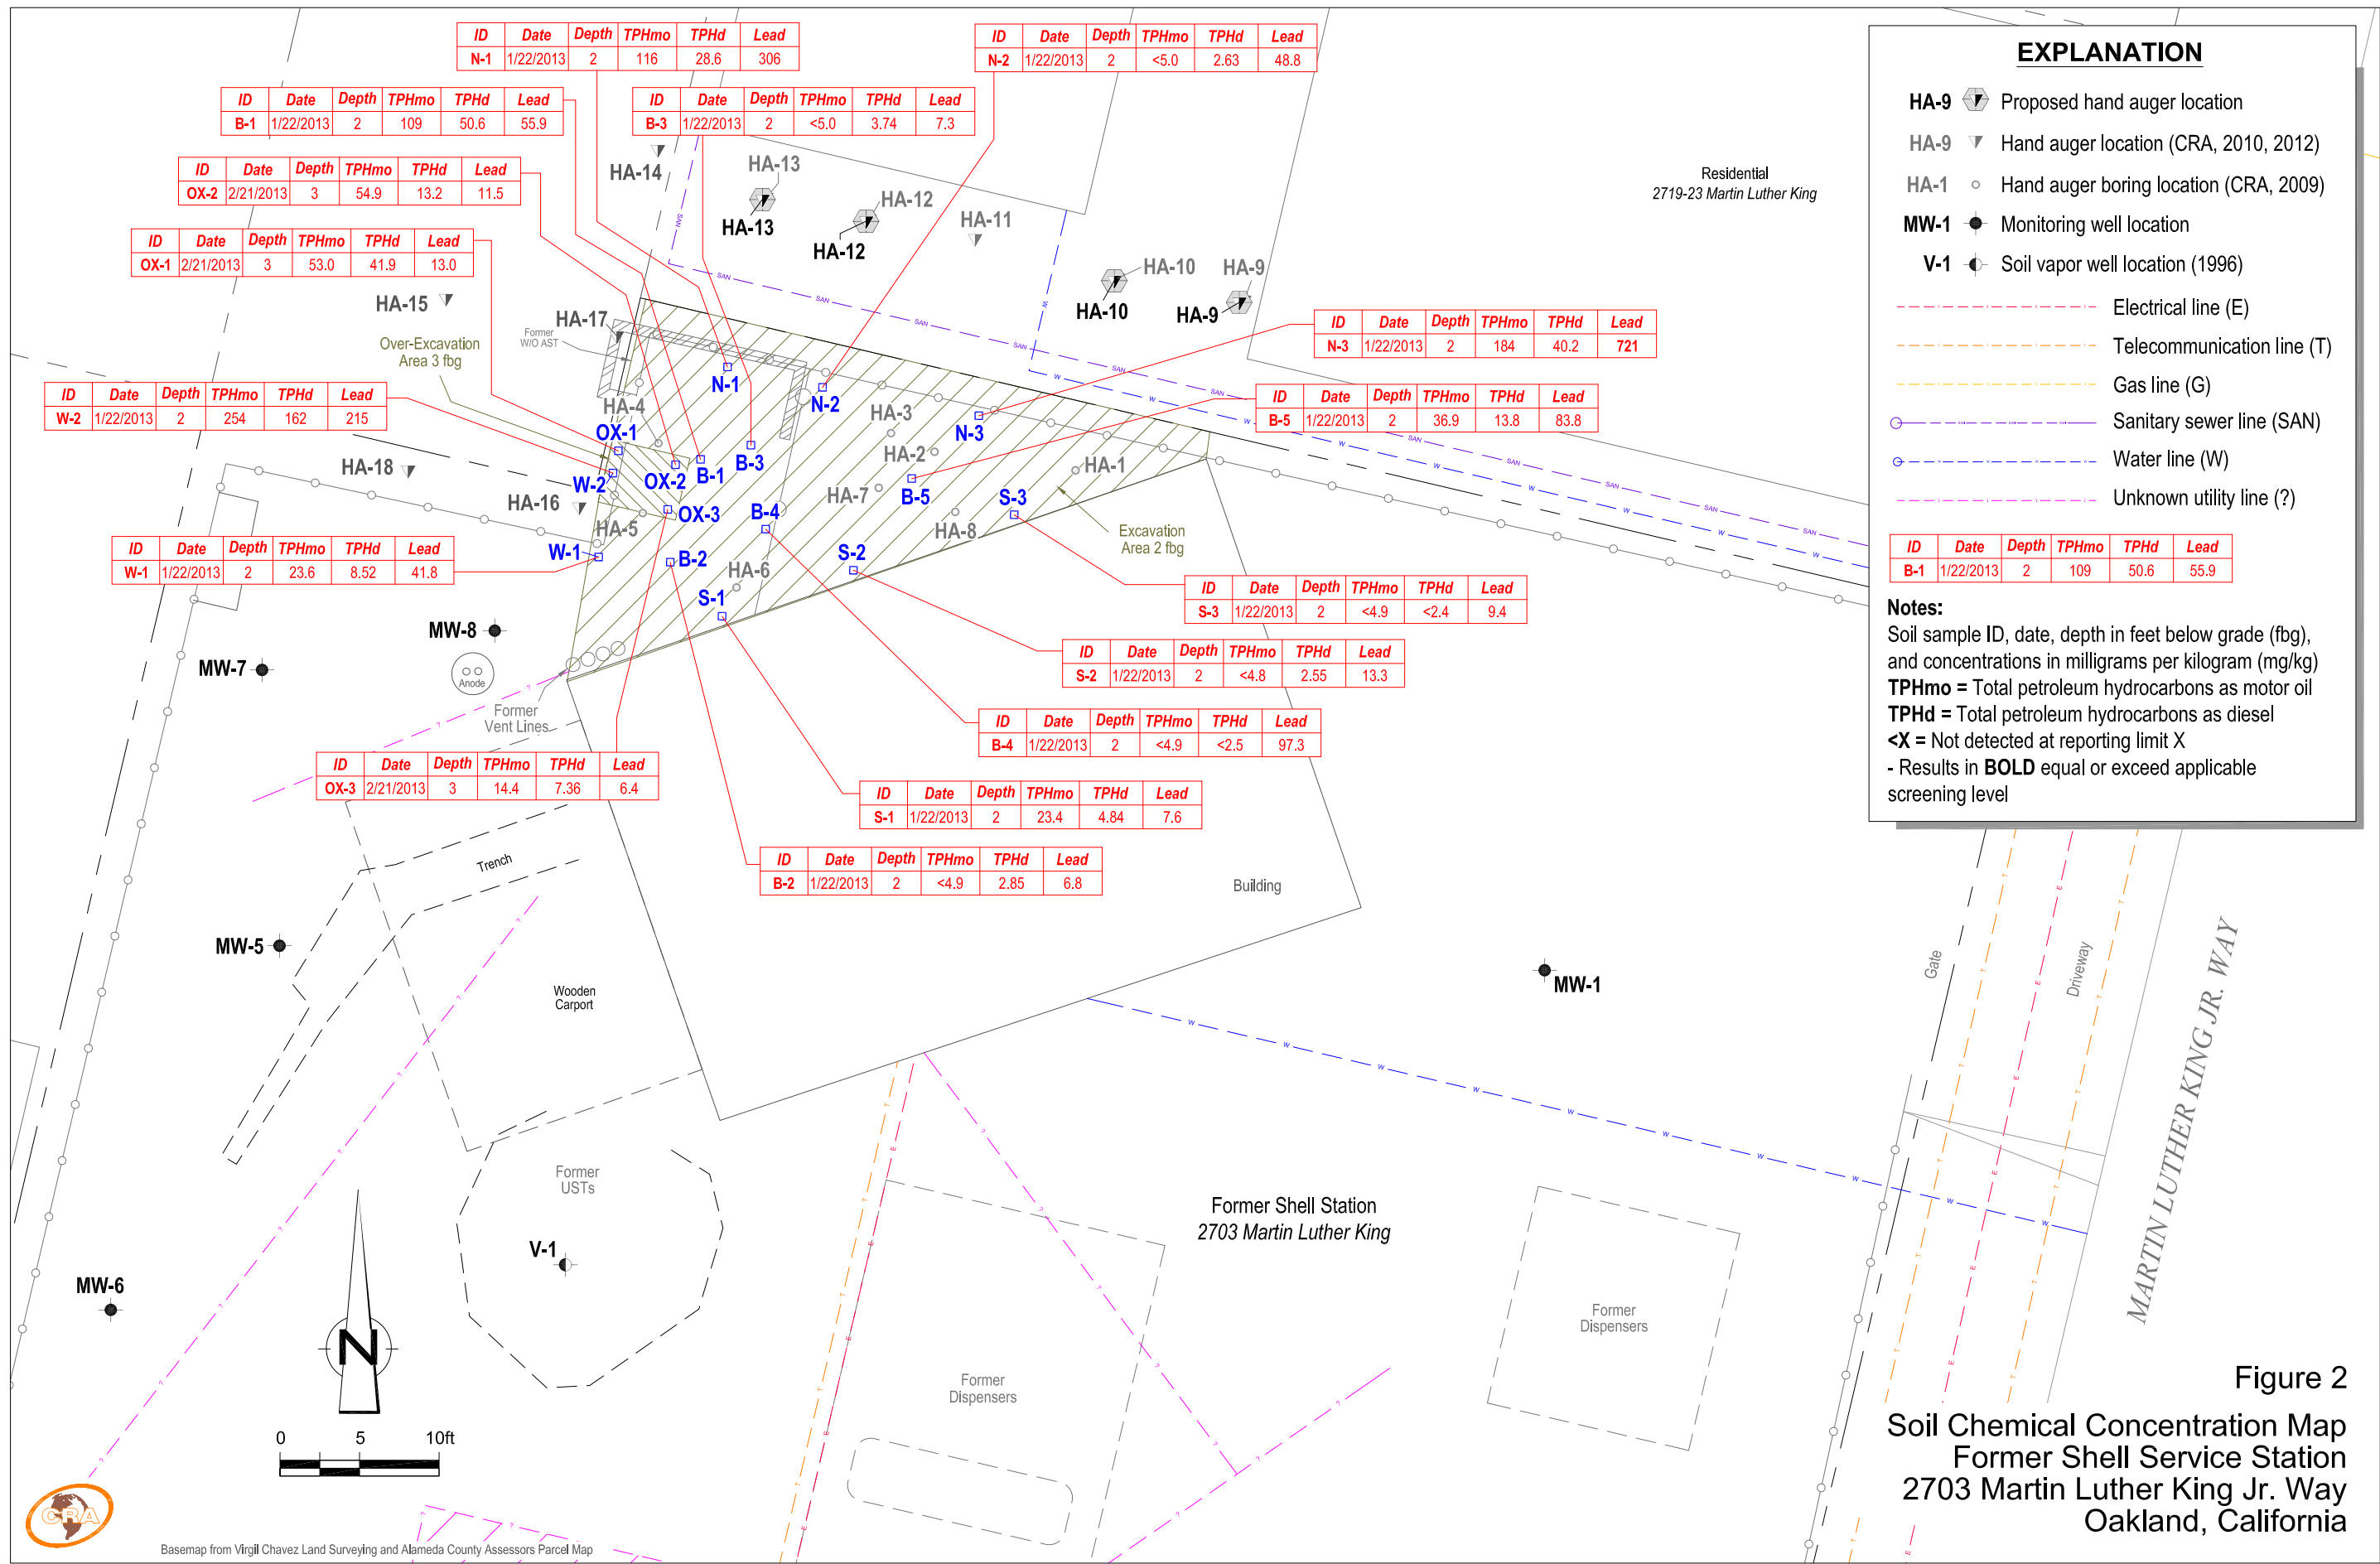 ID Date Depth TPHmo TPHd Lead
N-1 1/22/2013 2 116 28.6 306
ID Date Depth TPHmo TPHd Lead
N-2 1/22/2013 2 <5.0 2.63 48.8
ID Date Depth TPHmo TPHd Lead
B-1 1/22/2013 2 109 50.6 55.9
ID Date Depth TPHmo TPHd Lead
B-3 1/22/2013 2 <5.0 3.74 7.3
ID Date Depth TPHmo TPHd Lead
OX-2 2/21/2013 3 54.9 13.2 11.5
ID Date Depth TPHmo TPHd Lead
OX-1 2/21/2013 3 53.0 41.9 13.0
ID Date Depth TPHmo TPHd Lead
N-3 1/22/2013 2 184 40.2 721
ID Date Depth TPHmo TPHd Lead
W-2 1/22/2013 2 254 162 215
ID Date Depth TPHmo TPHd Lead
B-5 1/22/2013 2 36.9 13.8 83.8
ID Date Depth TPHmo TPHd Lead
W-1 1/22/2013 2 23.6 8.52 41.8
ID Date Depth TPHmo TPHd Lead
S-3 1/22/2013 2 <4.9 <2.4 9.4
ID Date Depth TPHmo TPHd Lead
S-2 1/22/2013 2 <4.8 2.55 13.3
ID Date Depth TPHmo TPHd Lead
B-4 1/22/2013 2 <4.9 <2.5 97.3
ID Date Depth TPHmo TPHd Lead
OX-3 2/21/2013 3 14.4 7.36 6.4
ID Date Depth TPHmo TPHd Lead
S-1 1/22/2013 2 23.4 4.84 7.6
ID Date Depth TPHmo TPHd Lead
B-2 1/22/2013 2 <4.9 2.85 6.8
HA-14
HA-13
HA-13
HA-12
HA-12
HA-11
HA-10
HA-10
HA-9
HA-9
Residential
2719-23 Martin Luther King
HA-15
HA-17
Former
W/O AST
Over-Excavation
Area 3 fbg
N-1
N-2
N-3
HA-4
HA-3
HA-2
HA-1
OX-1
OX-2
B-1
B-3
W-2
HA-18
HA-16
HA-7
B-5
S-3
OX-3
B-4
HA-5
HA-8
Excavation
Area 2 fbg
W-1
B-2
S-2
HA-6
S-1
MW-8
MW-7
Anode
Former
Vent Lines
Trench
Building
MW-5
Wooden
Carport
MW-1
Gate
Driveway
MARTIN LUTHER KING JR. WAY
Former
USTs
V-1
MW-6
Former Shell Station
2703 Martin Luther King
Former
Dispensers
Former
Dispensers
N
0 5 10ft
CRA
Basemap from Virgil Chavez Land Surveying and Alameda County Assessors Parcel Map
EXPLANATION
HA-9 Proposed hand auger location
HA-9 Hand auger location (CRA, 2010, 2012)
HA-1 Hand auger boring location (CRA, 2009)
MW-1 Monitoring well location
V-1 Soil vapor well location (1996)
Electrical line (E)
Telecommunication line (T)
Gas line (G)
Sanitary sewer line (SAN)
Water line (W)
Unknown utility line (?)
ID Date Depth TPHmo TPHd Lead
B-1 1/22/2013 2 109 50.6 55.9
Notes:
Soil sample ID, date, depth in feet below grade (fbg),
and concentrations in milligrams per kilogram (mg/kg)
TPHmo = Total petroleum hydrocarbons as motor oil
TPHd = Total petroleum hydrocarbons as diesel
<X = Not detected at reporting limit X
- Results in BOLD equal or exceed applicable
screening level
Figure 2
Soil Chemical Concentration Map
Former Shell Service Station
2703 Martin Luther King Jr. Way
Oakland, California